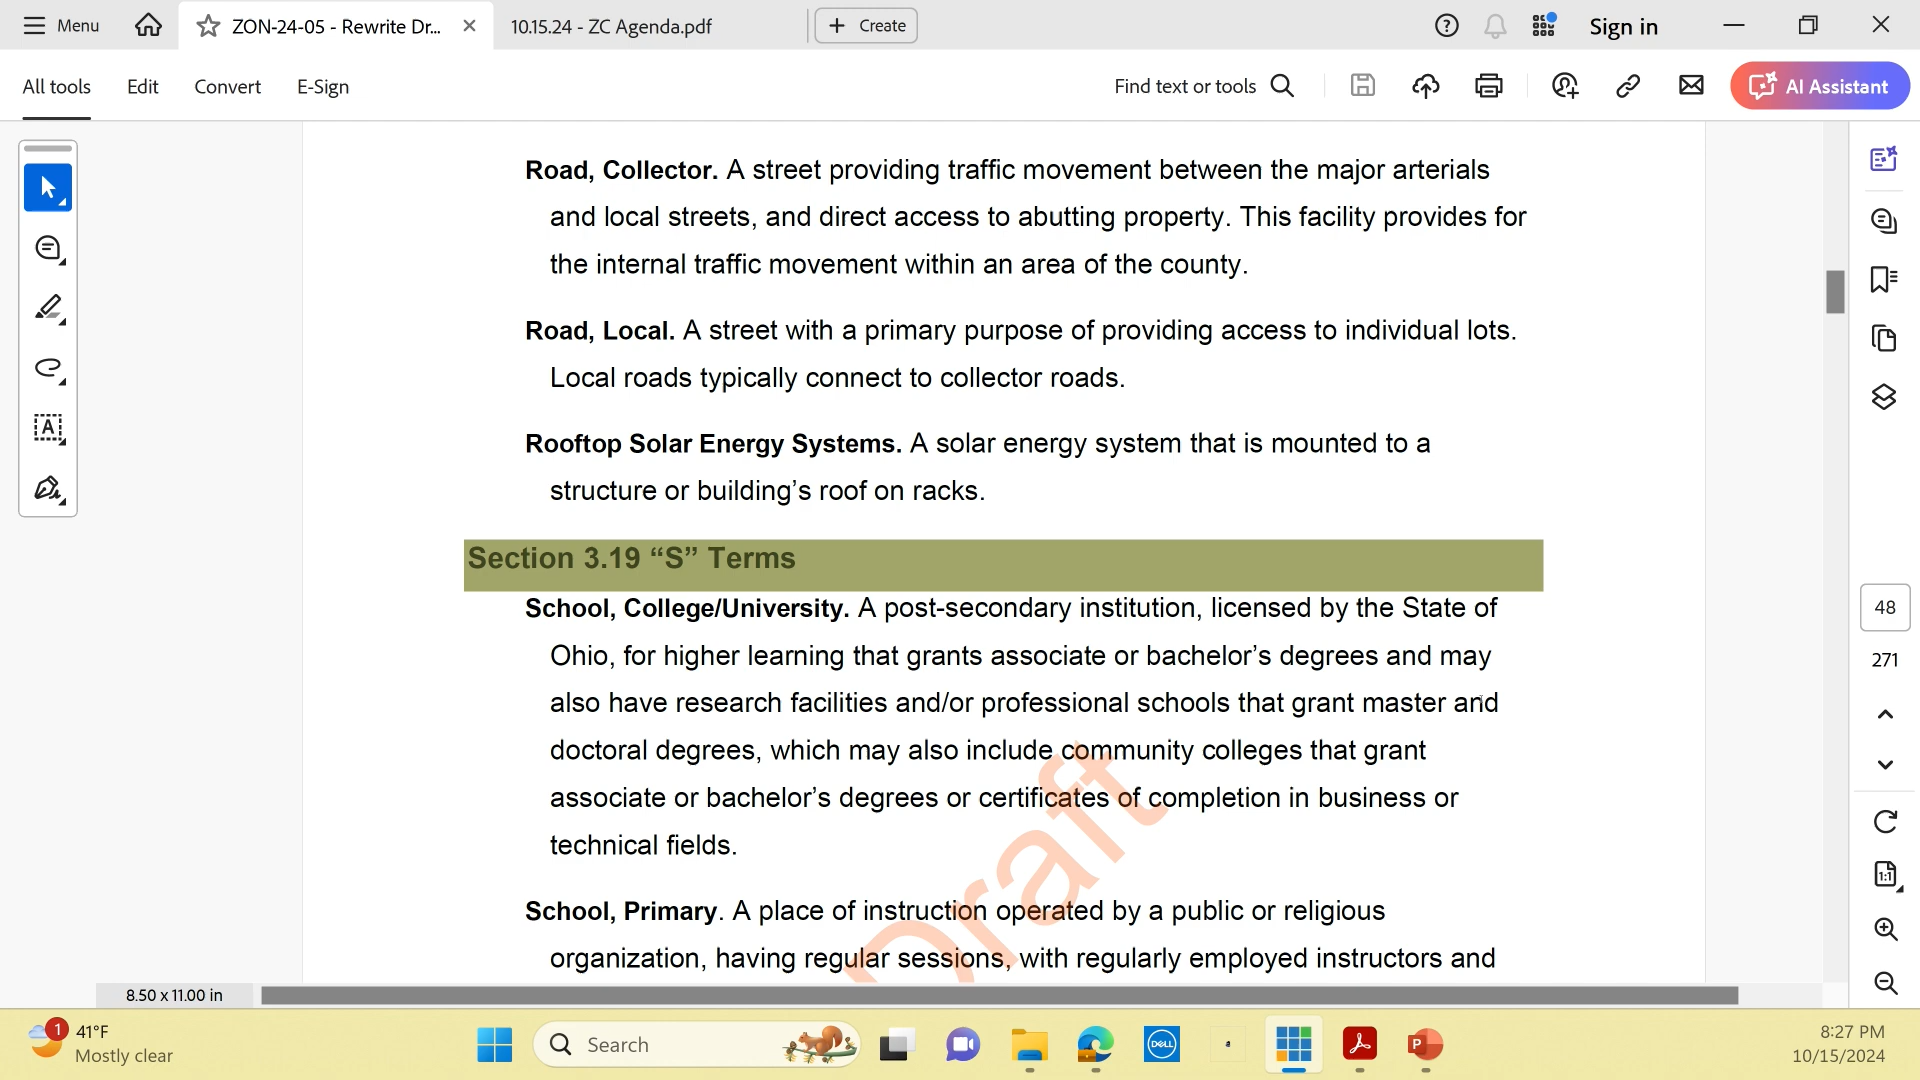 Menu
ZON-24-05 - Rewrite Dr...
10.15.24 - ZC Agenda.pdf
Create
Sign in
All tools
Edit
Convert
E-Sign
Find text or tools
AI Assistant
Road, Collector. A street providing traffic movement between the major arterials
and local streets, and direct access to abutting property. This facility provides for
the internal traffic movement within an area of the county.
Road, Local. A street with a primary purpose of providing access to individual lots.
Local roads typically connect to collector roads.
Rooftop Solar Energy Systems. A solar energy system that is mounted to a
structure or building’s roof on racks.
Section 3.19 “S” Terms
School, College/University. A post-secondary institution, licensed by the State of
Ohio, for higher learning that grants associate or bachelor’s degrees and may
also have research facilities and/or professional schools that grant master and
doctoral degrees, which may also include community colleges that grant
associate or bachelor’s degrees or certificates of completion in business or
technical fields.
School, Primary. A place of instruction operated by a public or religious
organization, having regular sessions, with regularly employed instructors and
Draft
48
271
1:1
8.50 x 11.00 in
1
41°F
Mostly clear
Search
DELL
a
P
8:27 PM
10/15/2024